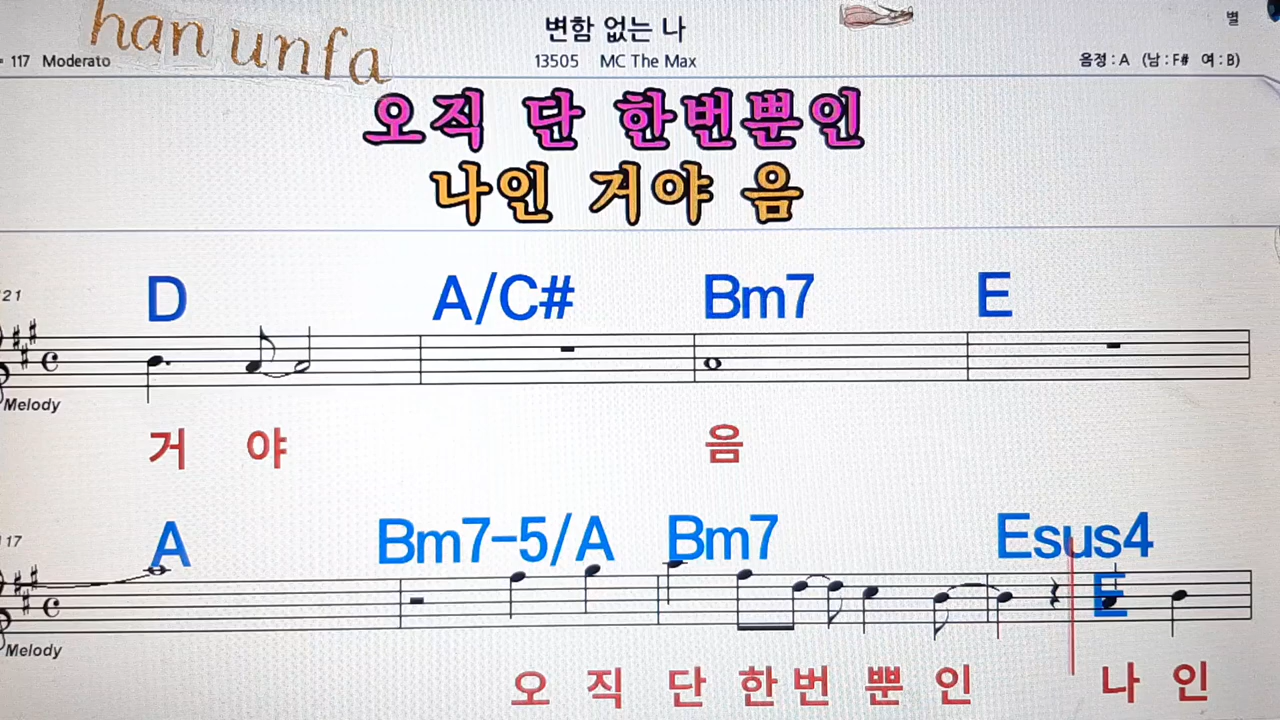 han unfa
변함 없는 나
별
= 117 Moderato
13505 MC The Max
음정 : A (남 : F# 여 : B)
오직 단 한번뿐인
나인 거야 음
21
D A/C# Bm7 E
Melody
거 야 음
117
A Bm7-5/A Bm7 Esus4
E
Melody
오 직 단 한 번 뿐 인 나 인